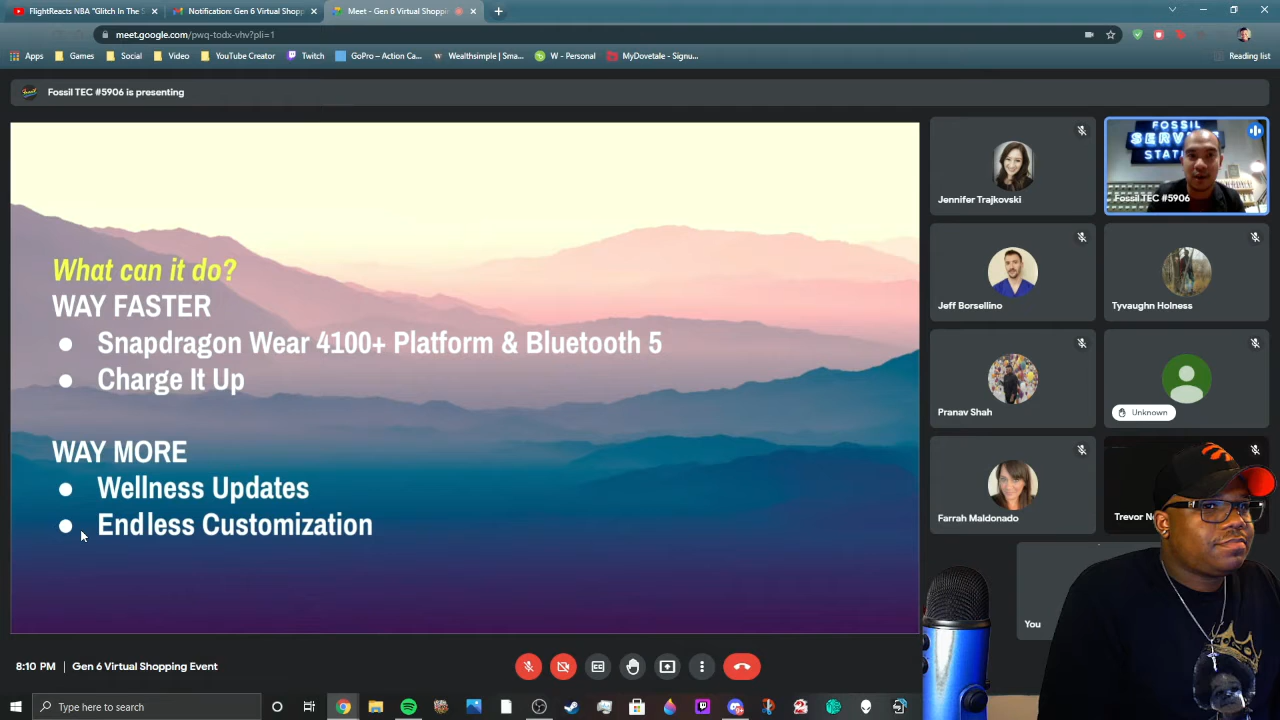 FlightReacts NBA "Glitch In The S
Notification: Gen 6 Virtual Shopp
Meet - Gen 6 Virtual Shoppi
meet.google.com/pwq-todx-vhv?pli=1
Apps
Games
Social
Video
YouTube Creator
Twitch
GoPro – Action Ca...
Wealthsimple | Sma...
W - Personal
MyDovetale - Signu...
Reading list
Fossil TEC #5906 is presenting
What can it do?
WAY FASTER
Snapdragon Wear 4100+ Platform & Bluetooth 5
Charge It Up
WAY MORE
Wellness Updates
Endless Customization
Jennifer Trajkovski
FOSSIL
Fossil TEC #5906
Jeff Borsellino
Tyvaughn Holness
Pranav Shah
Unknown
Farrah Maldonado
Trevor
You
8:10 PM | Gen 6 Virtual Shopping Event
Type here to search